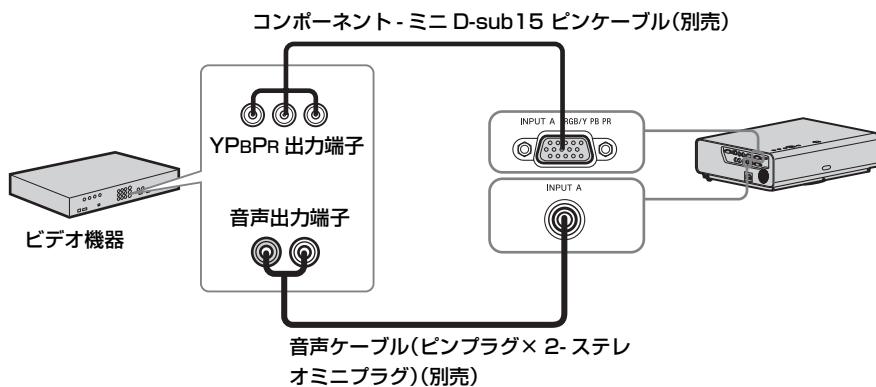 コンポーネント - ミニ D-sub15 ピンケーブル(別売)
YPBPR 出力端子
INPUT A RGB/Y PB PR
INPUT A
音声出力端子
ビデオ機器
音声ケーブル(ピンプラグ× 2- ステレ
オミニプラグ)(別売)